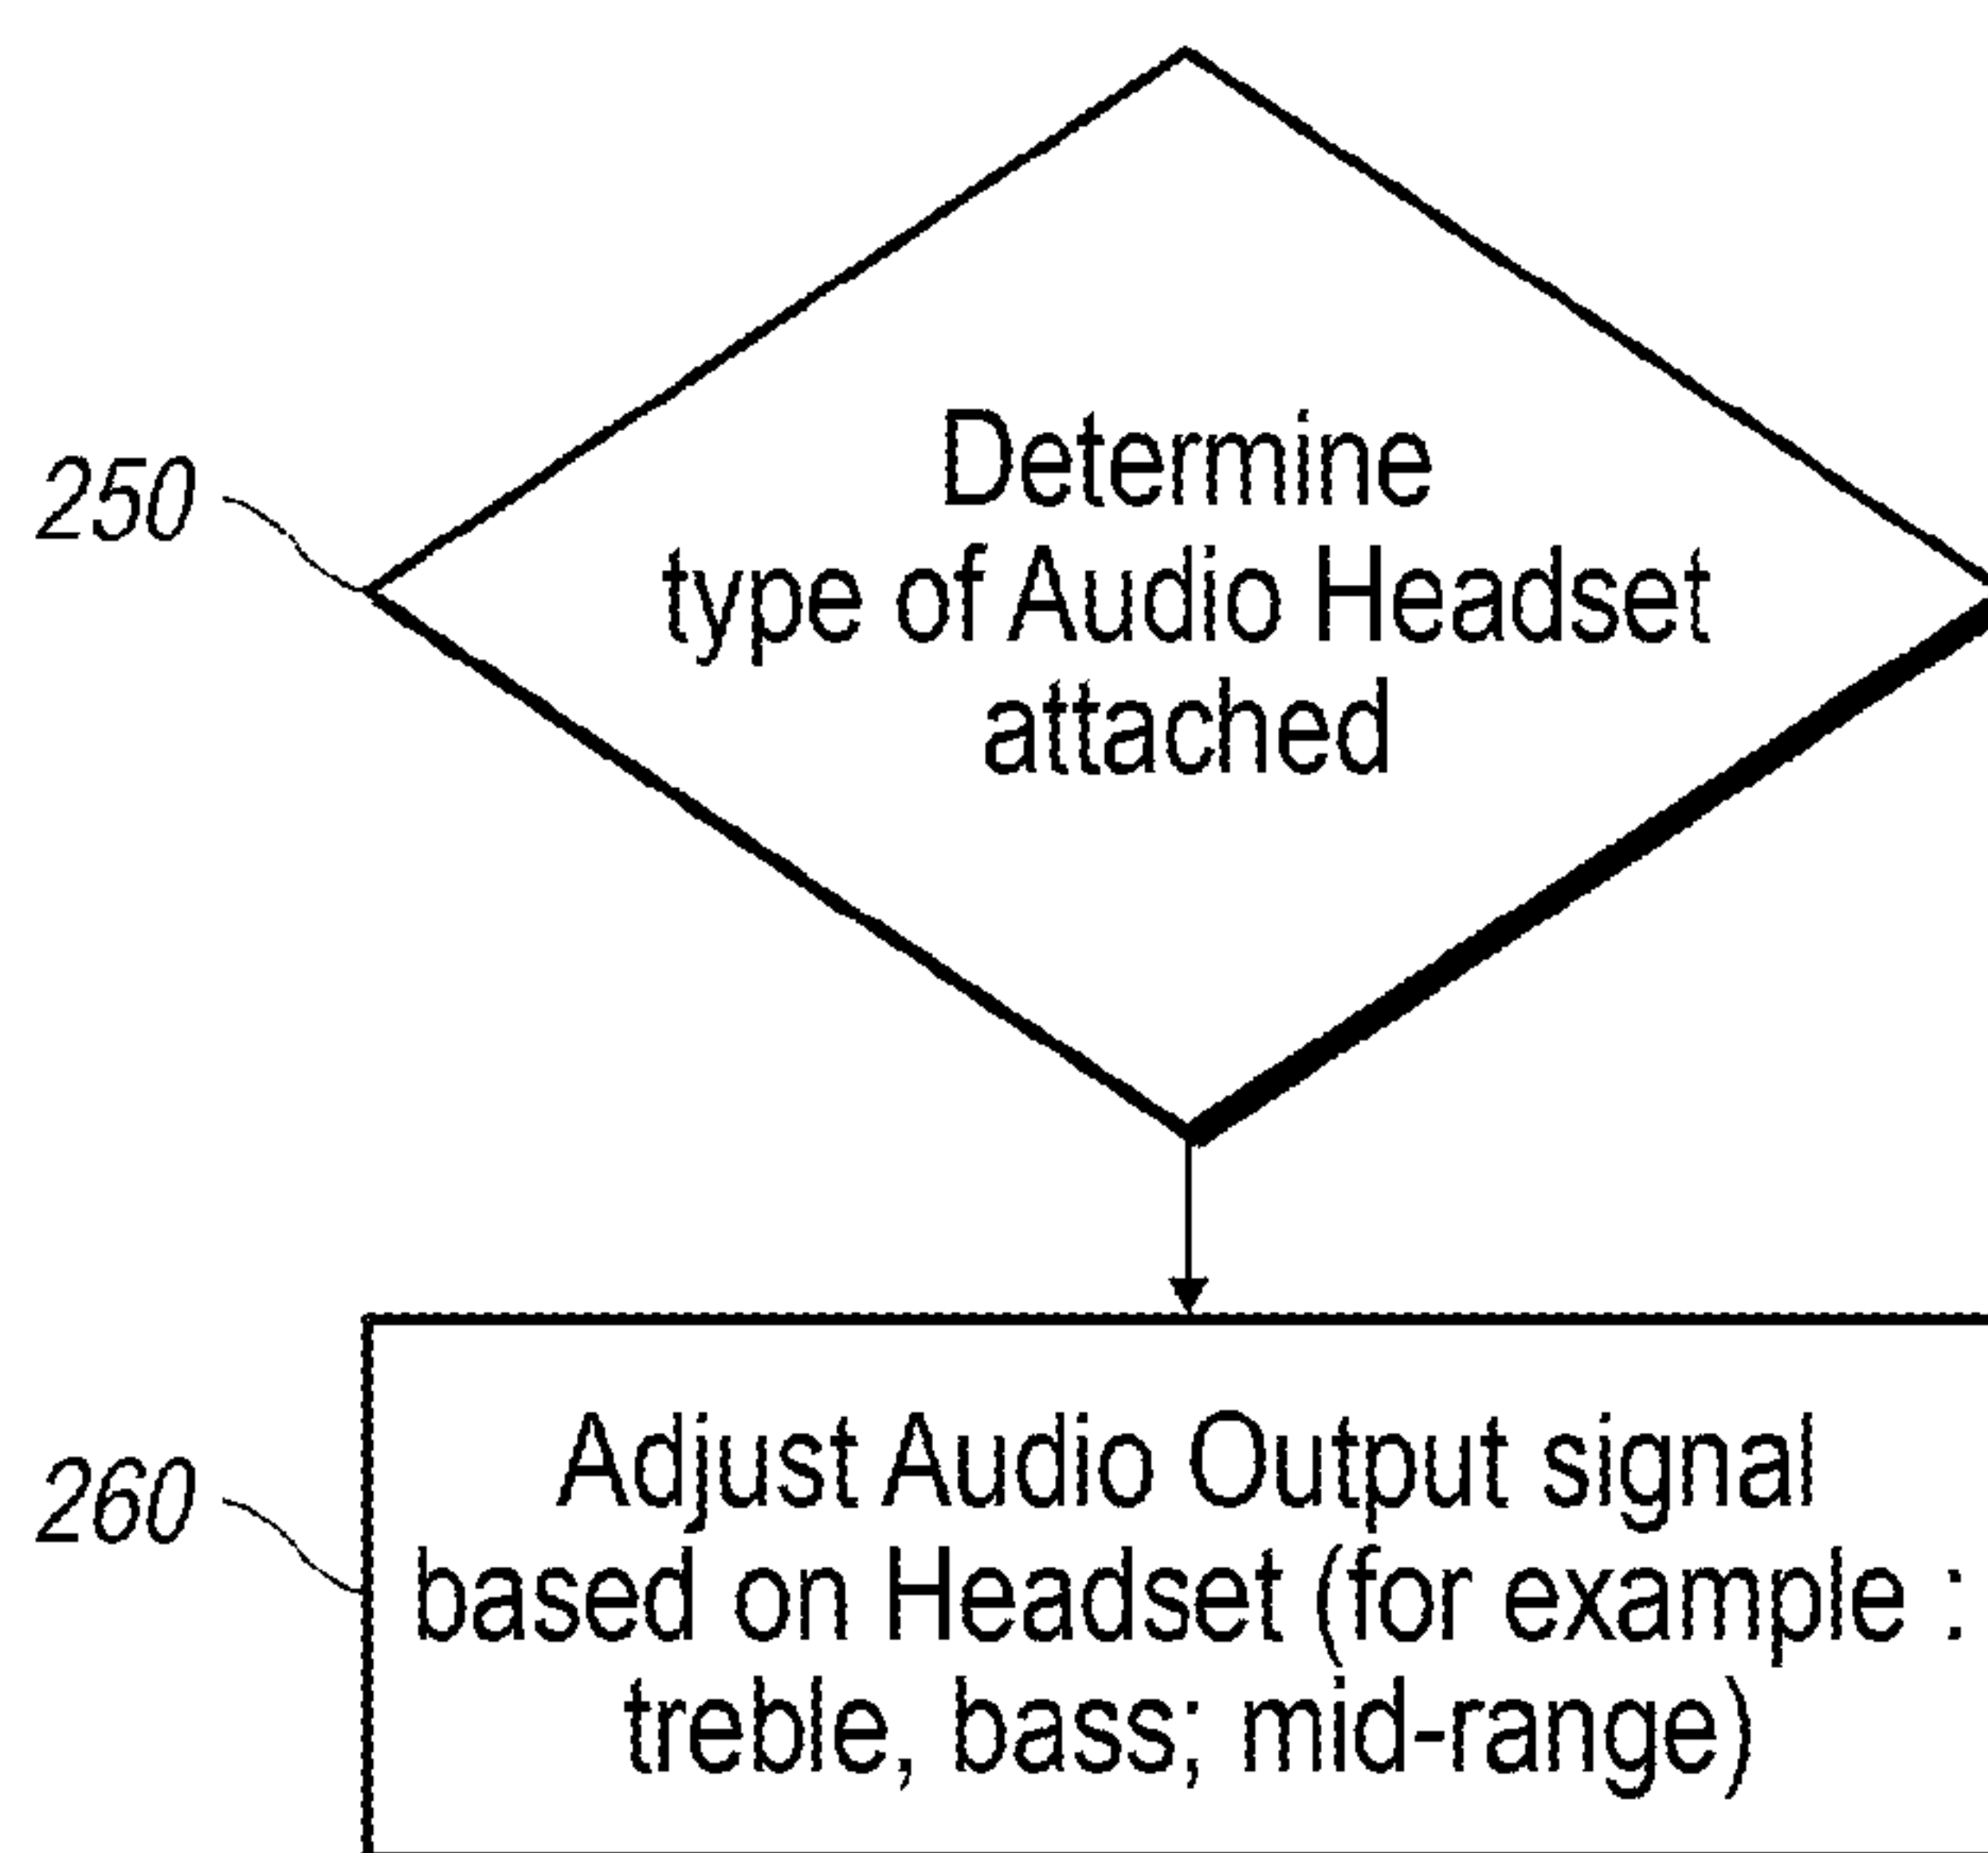 250
Determine
type of Audio Headset
attached
260
Adjust Audio Output signal
based on Headset (for example :
treble, bass; mid-range)